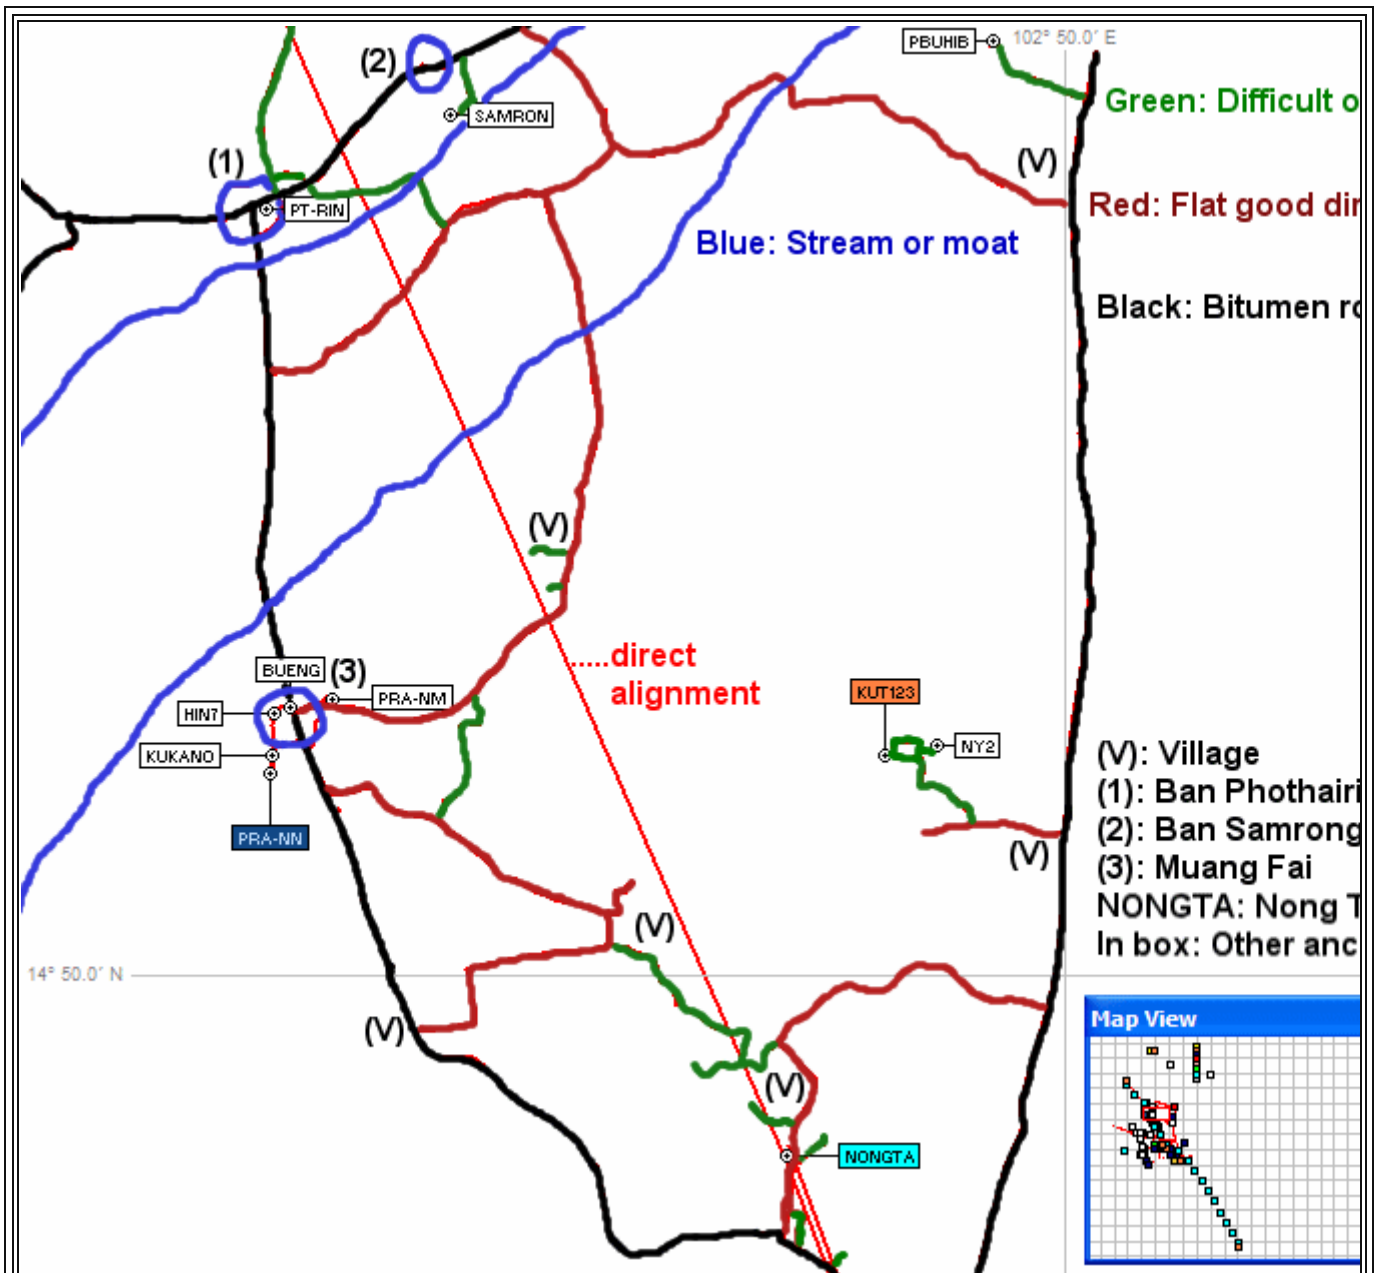 PBUHIB
102° 50.0' E
(2)
Green: Difficult o
SAMRON
(1)
(V)
PT-RIN
Red: Flat good dir
Blue: Stream or moat
Black: Bitumen ro
(V)
.....direct
alignment
BUENG
(3)
PRA-NM
HIN7
KUKANO
PRA-NN
KUT123
NY2
(V): Village
(1): Ban Phothairi
(2): Ban Samrong
(3): Muang Fai
NONGTA: Nong T
In box: Other anc
(V)
(V)
14° 50.0' N
(V)
Map View
(V)
NONGTA